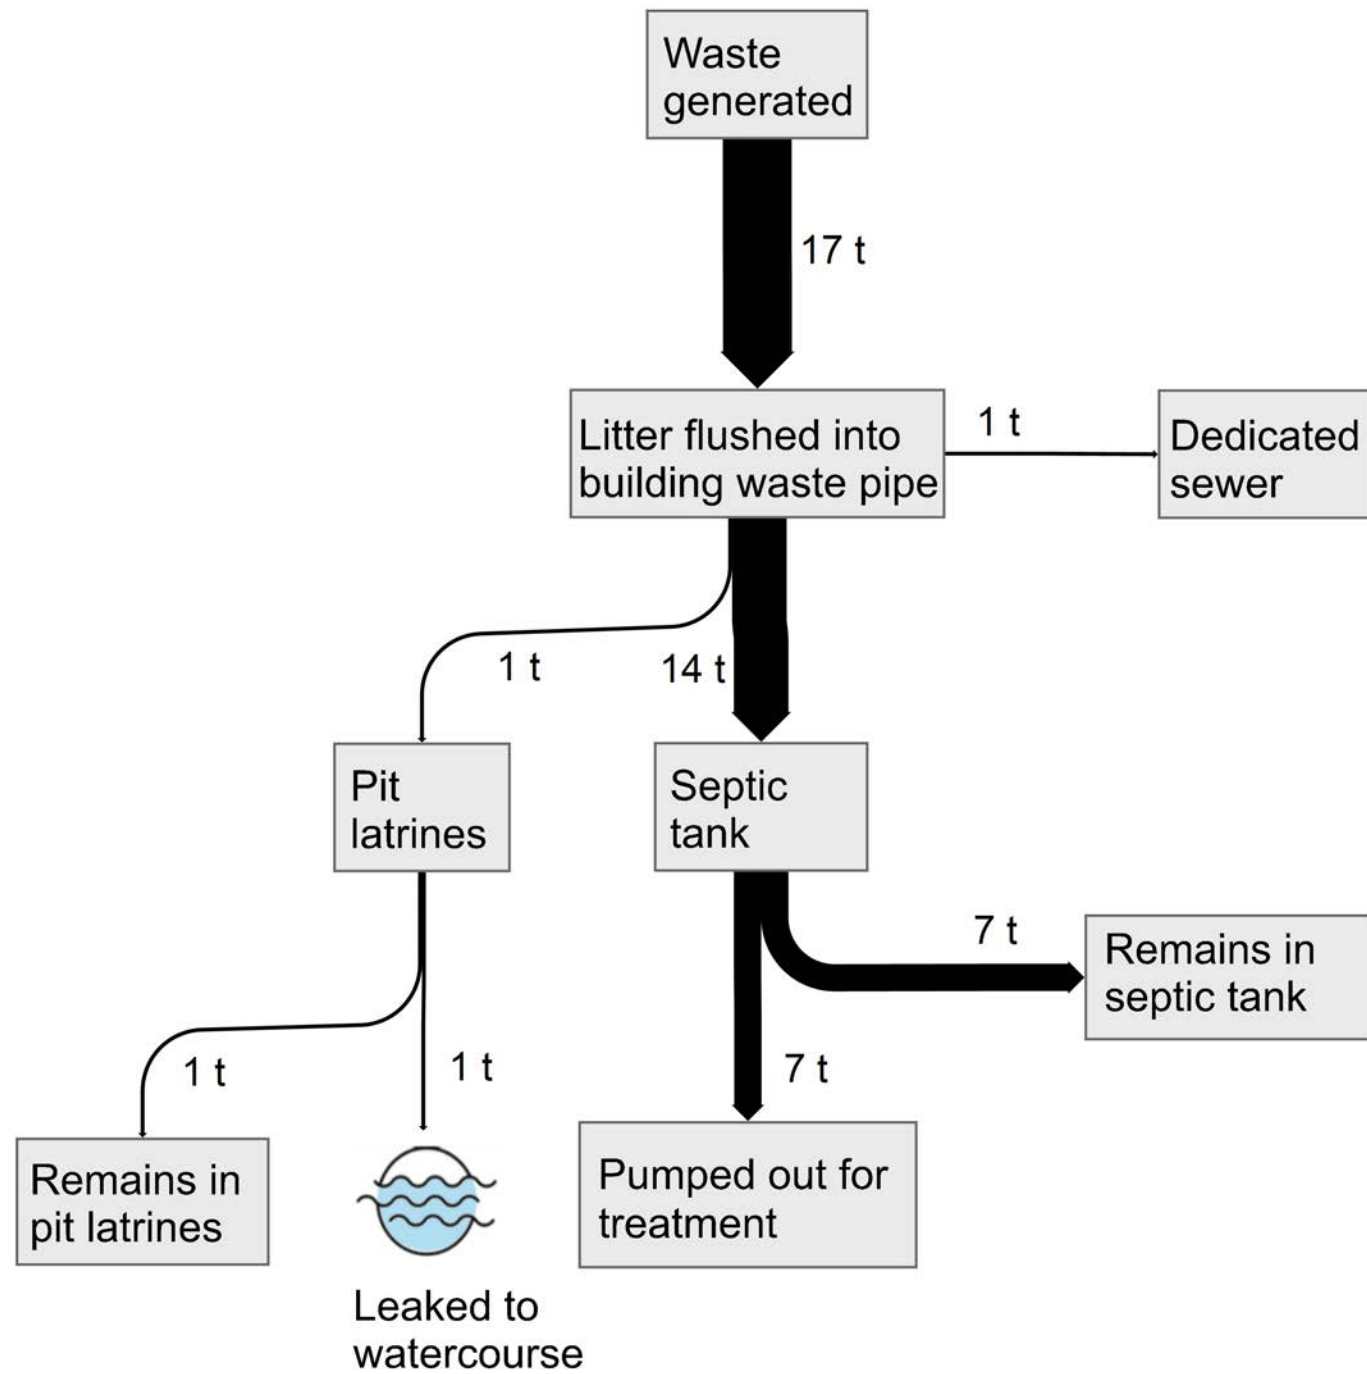 Waste
generated
17 t
Litter flushed into
building waste pipe
1 t
Dedicated
sewer
1 t
14 t
Pit
latrines
Septic
tank
7 t
Remains in
septic tank
1 t
1 t
7 t
Remains in
pit latrines
Pumped out for
treatment
Leaked to
watercourse